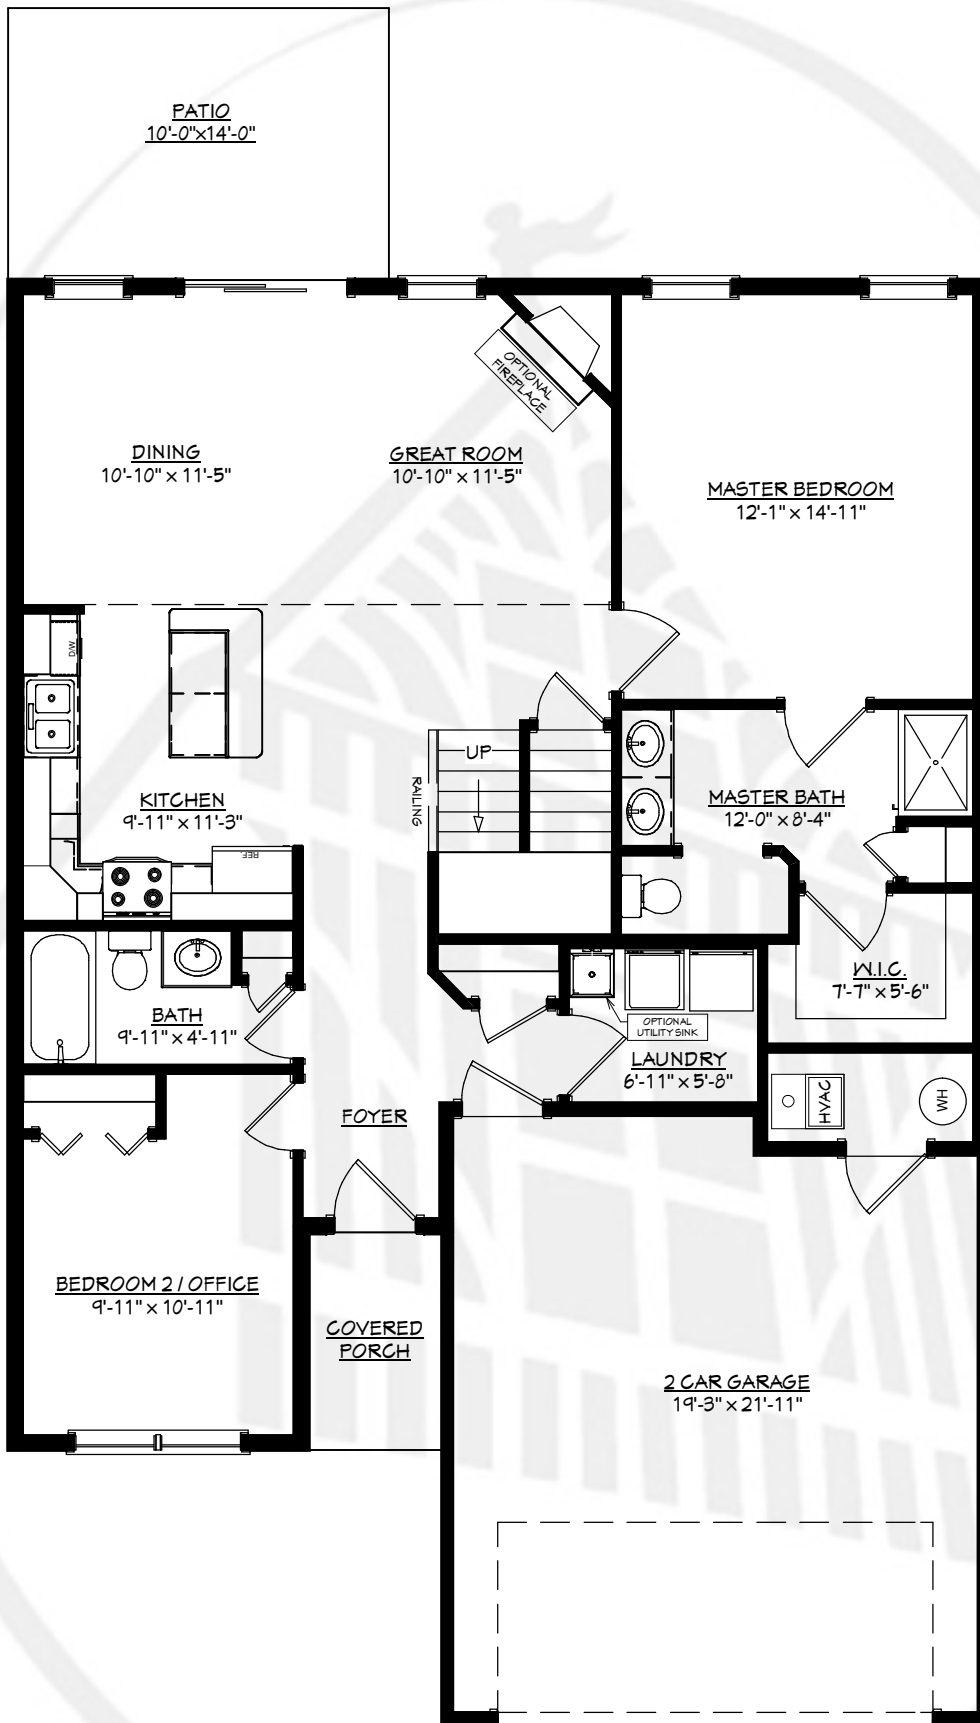 PATIO
10'-0"x14'-0"
OPTIONAL
FIREPLACE
DINING
10'-10" x 11'-5"
GREAT ROOM
10'-10" x 11'-5"
MASTER BEDROOM
12'-1" x 14'-11"
D/W
UP
RAILING
KITCHEN
9'-11" x 11'-3"
REF.
MASTER BATH
12'-0" x 8'-4"
W.I.C.
7'-7" x 5'-6"
BATH
9'-11" x 4'-11"
OPTIONAL
UTILITY SINK
LAUNDRY
6'-11" x 5'-8"
HVAC
WH
FOYER
BEDROOM 2 / OFFICE
9'-11" x 10'-11"
COVERED
PORCH
2 CAR GARAGE
19'-3" x 21'-11"